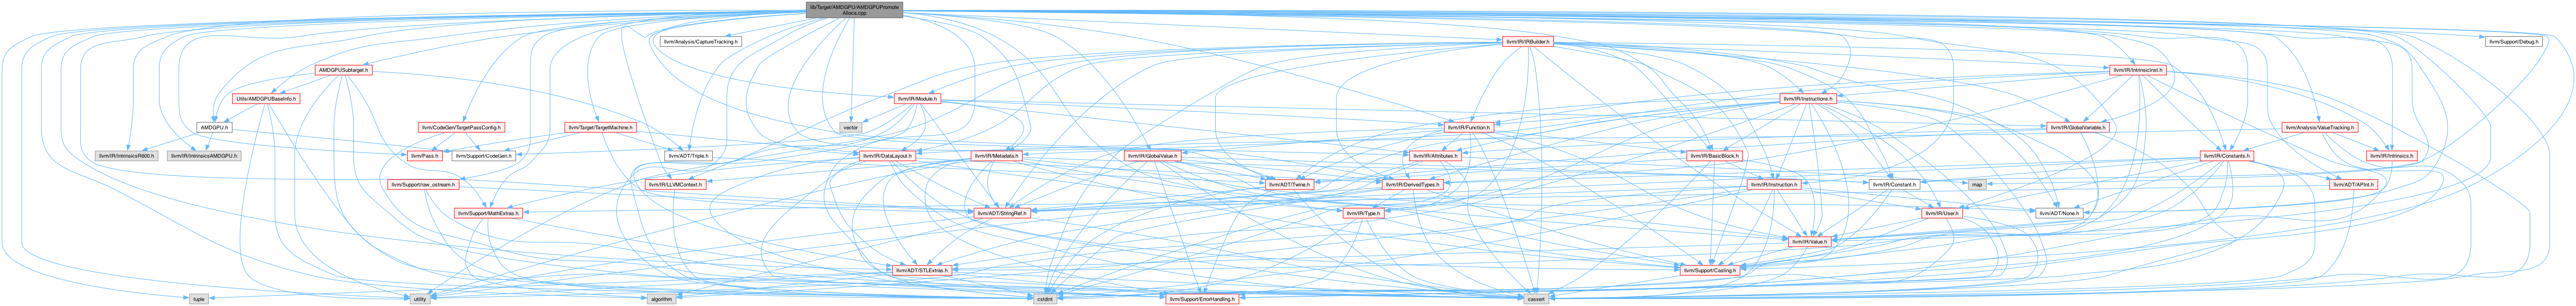 lib/Target/AMDGPU/AMDGPUPromote
Alloca.cpp
llvm/Analysis/CaptureTracking.h
llvm/IR/IRBuilder.h
llvm/Support/Debug.h
AMDGPUSubtarget.h
llvm/IR/IntrinsicInst.h
Utils/AMDGPUBaseInfo.h
llvm/IR/Module.h
llvm/IR/Instructions.h
AMDGPU.h
llvm/CodeGen/TargetPassConfig.h
llvm/Target/TargetMachine.h
vector
llvm/IR/Function.h
llvm/IR/GlobalVariable.h
llvm/Analysis/ValueTracking.h
llvm/IR/IntrinsicsR600.h
llvm/IR/IntrinsicsAMDGPU.h
llvm/Pass.h
llvm/Support/CodeGen.h
llvm/ADT/Triple.h
llvm/IR/DataLayout.h
llvm/IR/Metadata.h
llvm/IR/GlobalValue.h
llvm/IR/Attributes.h
llvm/IR/BasicBlock.h
llvm/IR/Constants.h
llvm/IR/Intrinsics.h
llvm/Support/raw_ostream.h
llvm/IR/LLVMContext.h
llvm/ADT/Twine.h
llvm/IR/DerivedTypes.h
llvm/IR/Instruction.h
llvm/IR/Constant.h
map
llvm/ADT/APInt.h
llvm/Support/MathExtras.h
llvm/ADT/StringRef.h
llvm/IR/Type.h
llvm/IR/User.h
llvm/ADT/None.h
llvm/IR/Value.h
llvm/ADT/STLExtras.h
llvm/Support/Casting.h
tuple
utility
algorithm
cstdint
llvm/Support/ErrorHandling.h
cassert